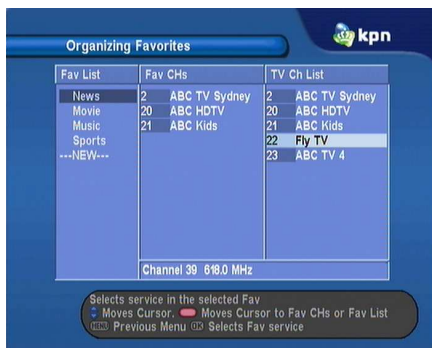 kpn
Organizing Favorites
Fav List
Fav CHs
TV Ch List
News
Movie
Music
Sports
---NEW---
2 ABC TV Sydney
20 ABC HDTV
21 ABC Kids
2 ABC TV Sydney
20 ABC HDTV
21 ABC Kids
22 Fly TV
23 ABC TV 4
Channel 39 618.0 MHz
Selects service in the selected Fav
Moves Cursor. Moves Cursor to Fav CHs or Fav List
MENU Previous Menu OK Selects Fav service